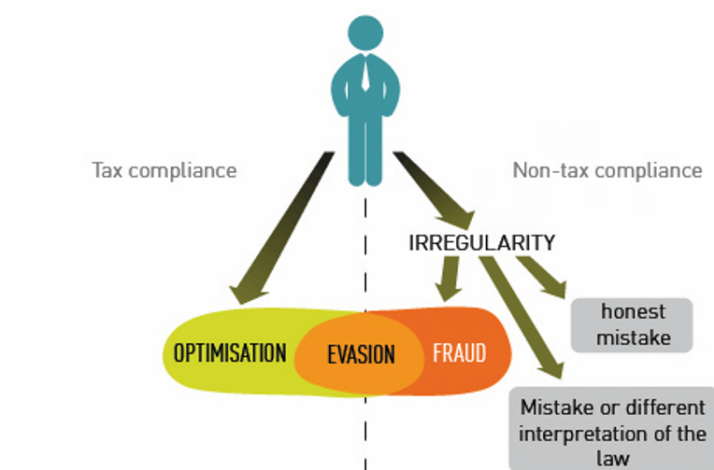 Tax compliance
Non-tax compliance
IRREGULARITY
honest
mistake
OPTIMISATION
EVASION
FRAUD
Mistake or different
interpretation of the
law